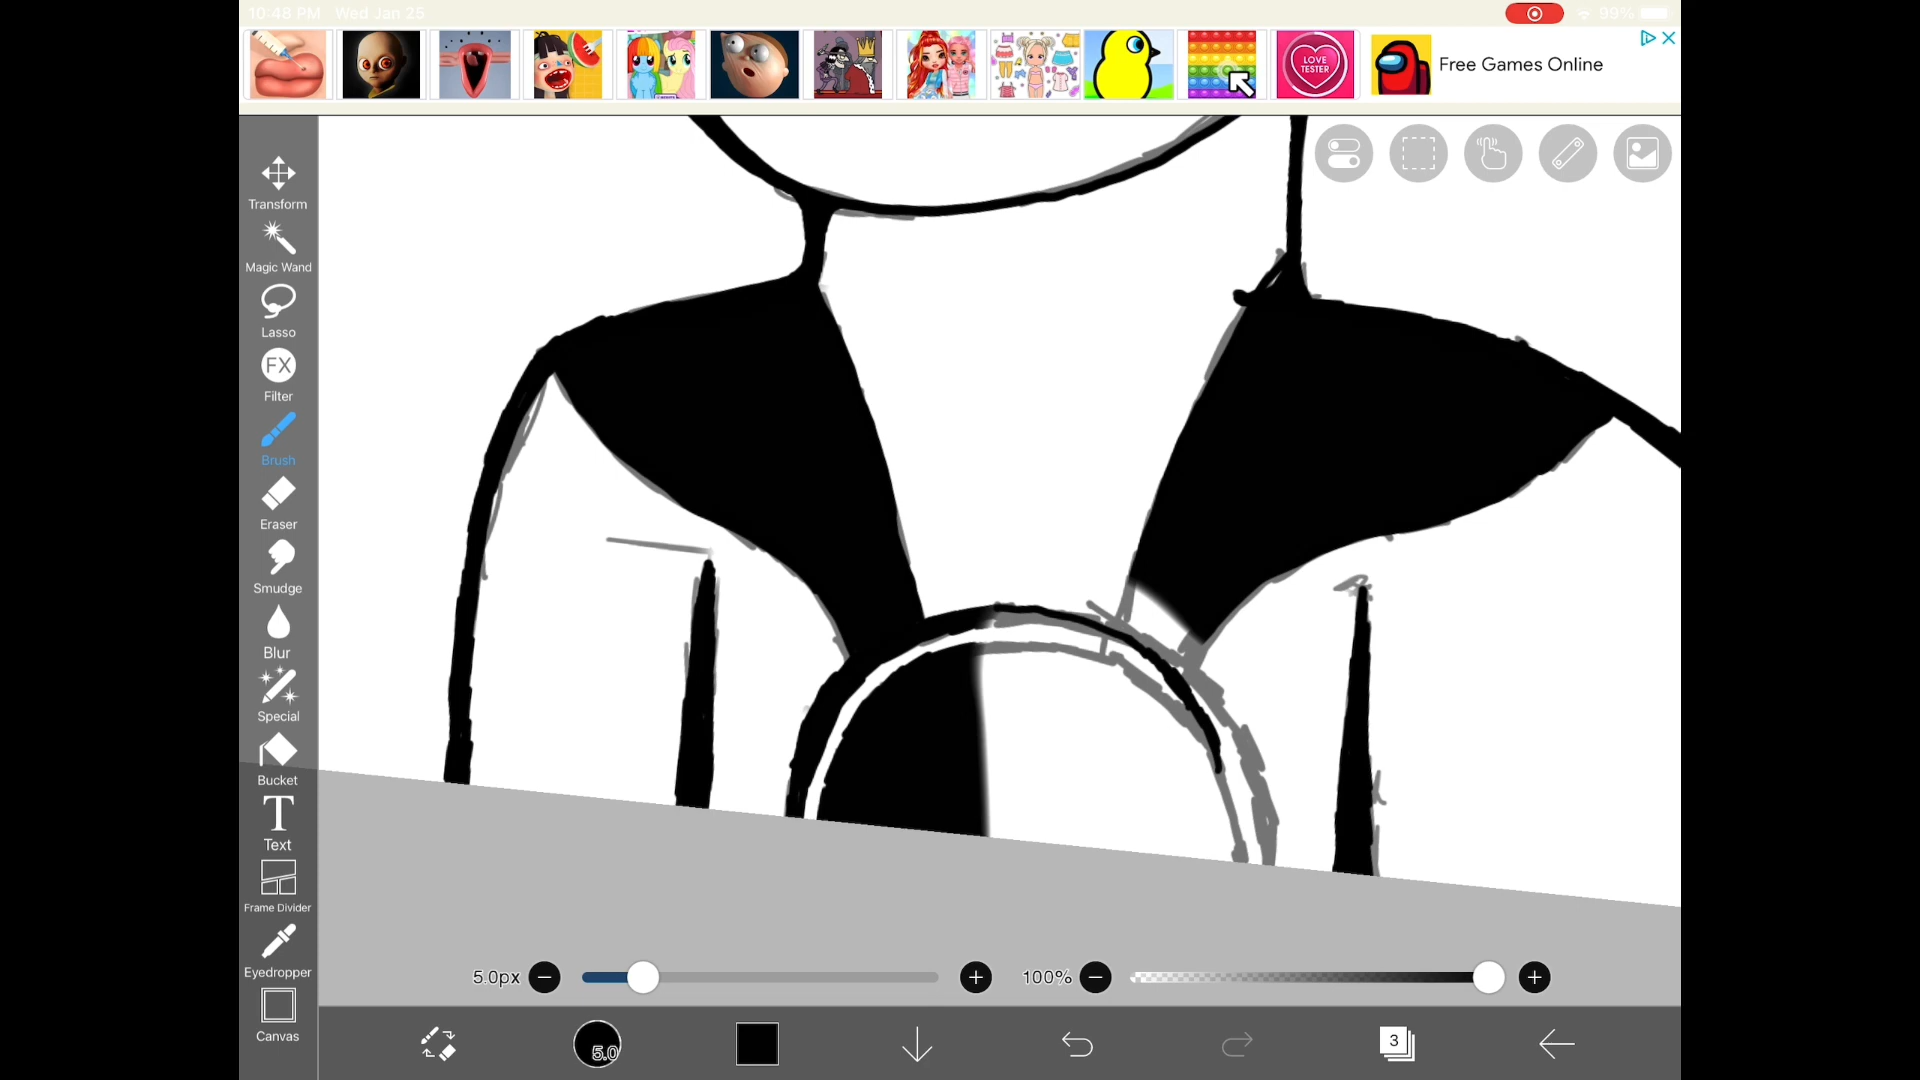 10:48 PM Wed Jan 25
99%
LOVE
TESTER
Free Games Online
Transform
Magic Wand
Lasso
FX
Filter
Brush
Eraser
Smudge
Blur
Special
Bucket
T
Text
Frame Divider
Eyedropper
Canvas
5.0px
100%
5.0
3